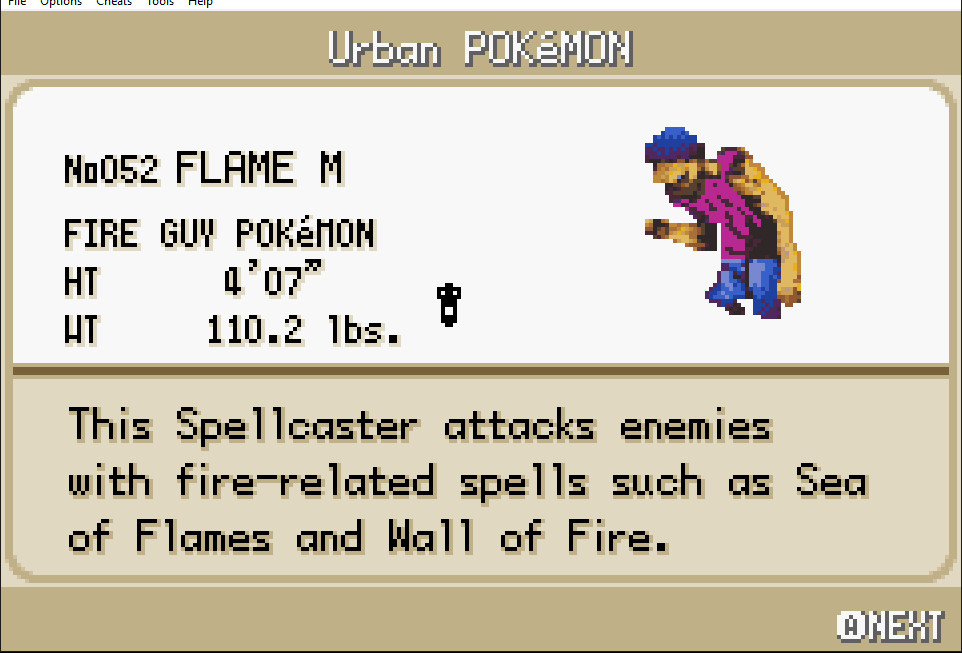 File Options Cheats Tools Help
Urban POKéMON
No052 FLAME M
FIRE GUY POKéMON
HT 4'07"
WT 110.2 lbs.
This Spellcaster attacks enemies
with fire-related spells such as Sea
of Flames and Wall of Fire.
A NEXT